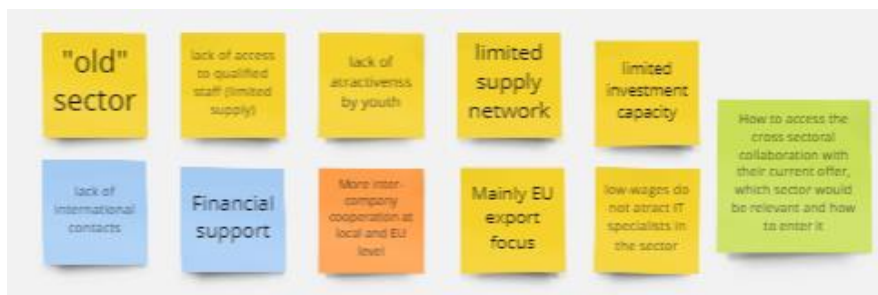 "old"
sector
lack of access
to qualified
staff (limited
supply)
lack of
atractivenss
by youth
limited
supply
network
limited
investment
capacity
How to access the
cross sectoral
collaboration with
their current offer,
which sector would
be relevant and how
to enter it
lack of
international
contacts
Financial
support
More inter-
company
cooperation at
local and EU
level
Mainly EU
export
focus
low-wages do
not atract IT
specialists in
the sector